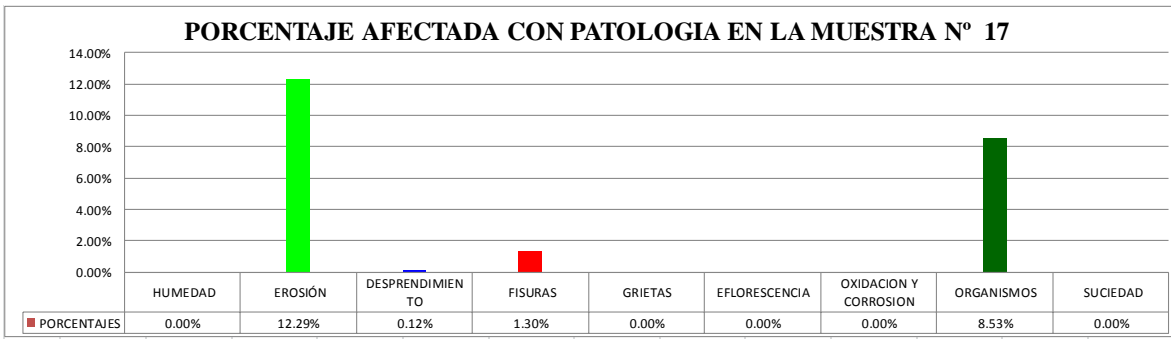 PORCENTAJE AFECTADA CON PATOLOGIA EN LA MUESTRA Nº 17
14.00%
12.00%
10.00%
8.00%
6.00%
4.00%
2.00%
0.00%
HUMEDAD EROSIÓN DESPRENDIMIEN
TO FISURAS GRIETAS EFLORESCENCIA OXIDACION Y
CORROSION ORGANISMOS SUCIEDAD
PORCENTAJES 0.00% 12.29% 0.12% 1.30% 0.00% 0.00% 0.00% 8.53% 0.00%